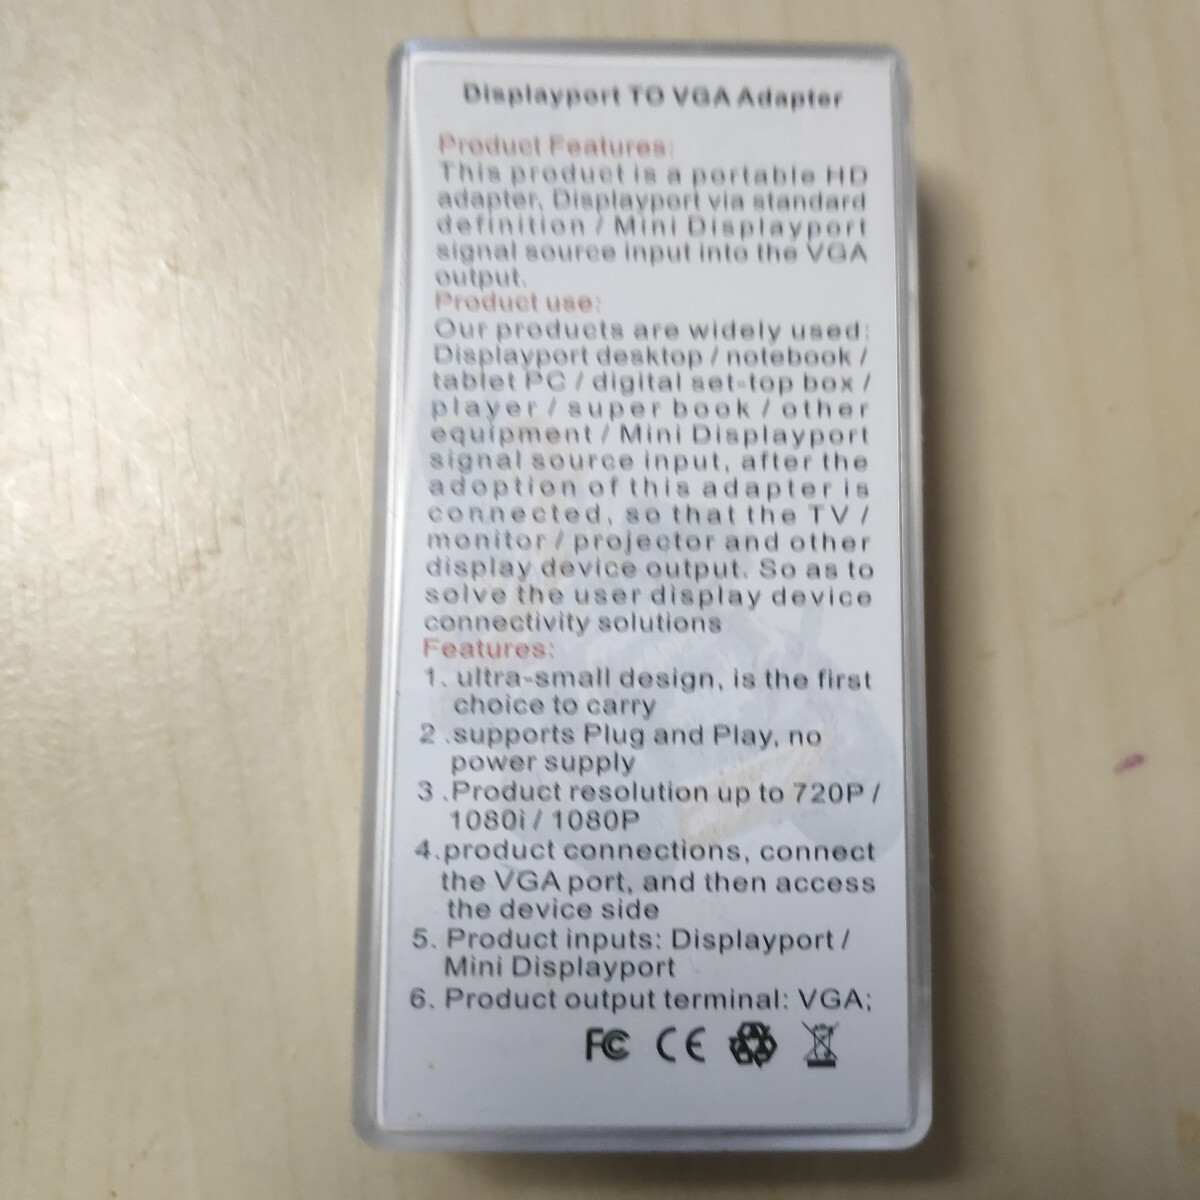 Displayport TO VGA Adapter
Product Features:
This product is a portable HD
adapter, Displayport via standard
definition / Mini Displayport
signal source input into the VGA
output.
Product use:
Our products are widely used:
Displayport desktop / notebook /
tablet PC / digital set-top box /
player / super book / other
equipment / Mini Displayport
signal source input, after the
adoption of this adapter is
connected, so that the TV /
monitor / projector and other
display device output. So as to
solve the user display device
connectivity solutions
Features:
1. ultra-small design, is the first
choice to carry
2 .supports Plug and Play, no
power supply
3 .Product resolution up to 720P /
1080i / 1080P
4.product connections, connect
the VGA port, and then access
the device side
5. Product inputs: Displayport /
Mini Displayport
6. Product output terminal: VGA;
FC CE